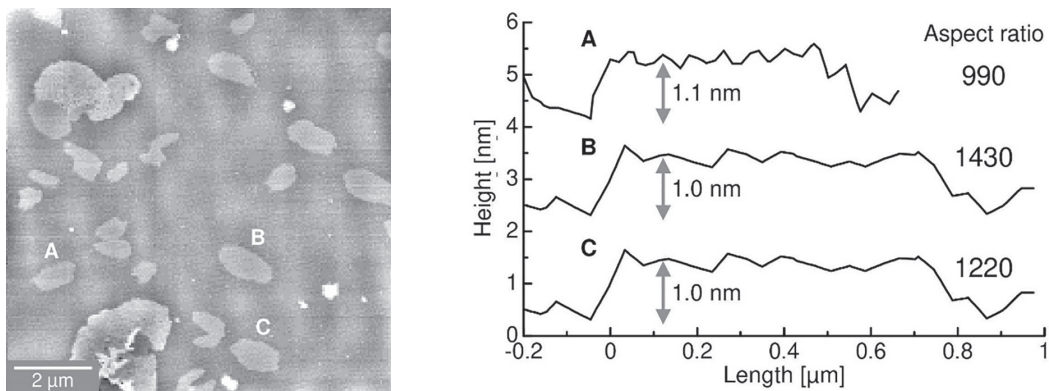 A
B
C
2 µm
Height [nm]
6
5
4
3
2
1
0
A
1.1 nm
B
1.0 nm
C
1.0 nm
Aspect ratio
990
1430
1220
-0.2 0 0.2 0.4 0.6 0.8 1
Length [µm]